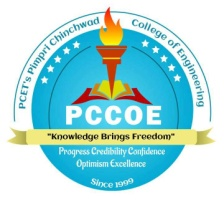 PCET's Pimpri Chinchwad College of Engineering
PCCOE
"Knowledge Brings Freedom"
Progress Credibility Confidence
Optimism Excellence
Since 1999